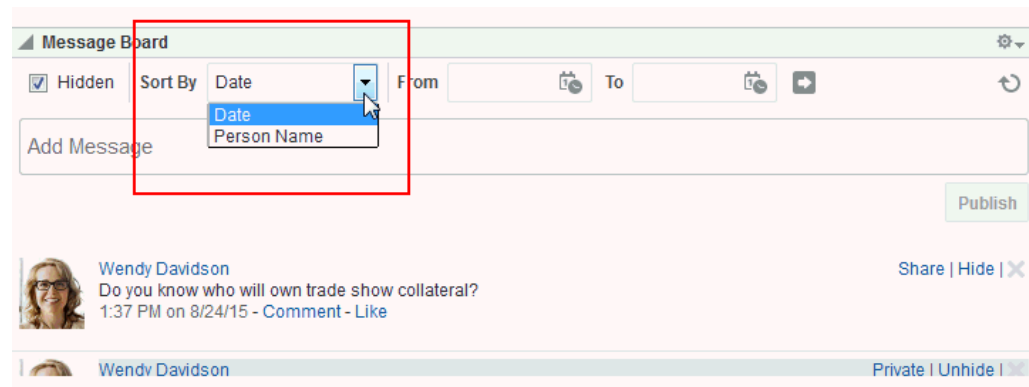 Message Board
Hidden Sort By Date From To
Date
Person Name
Add Message
Publish
Wendy Davidson Share | Hide |
Do you know who will own trade show collateral?
1:37 PM on 8/24/15 - Comment - Like
Wendy Davidson Private | Unhide |